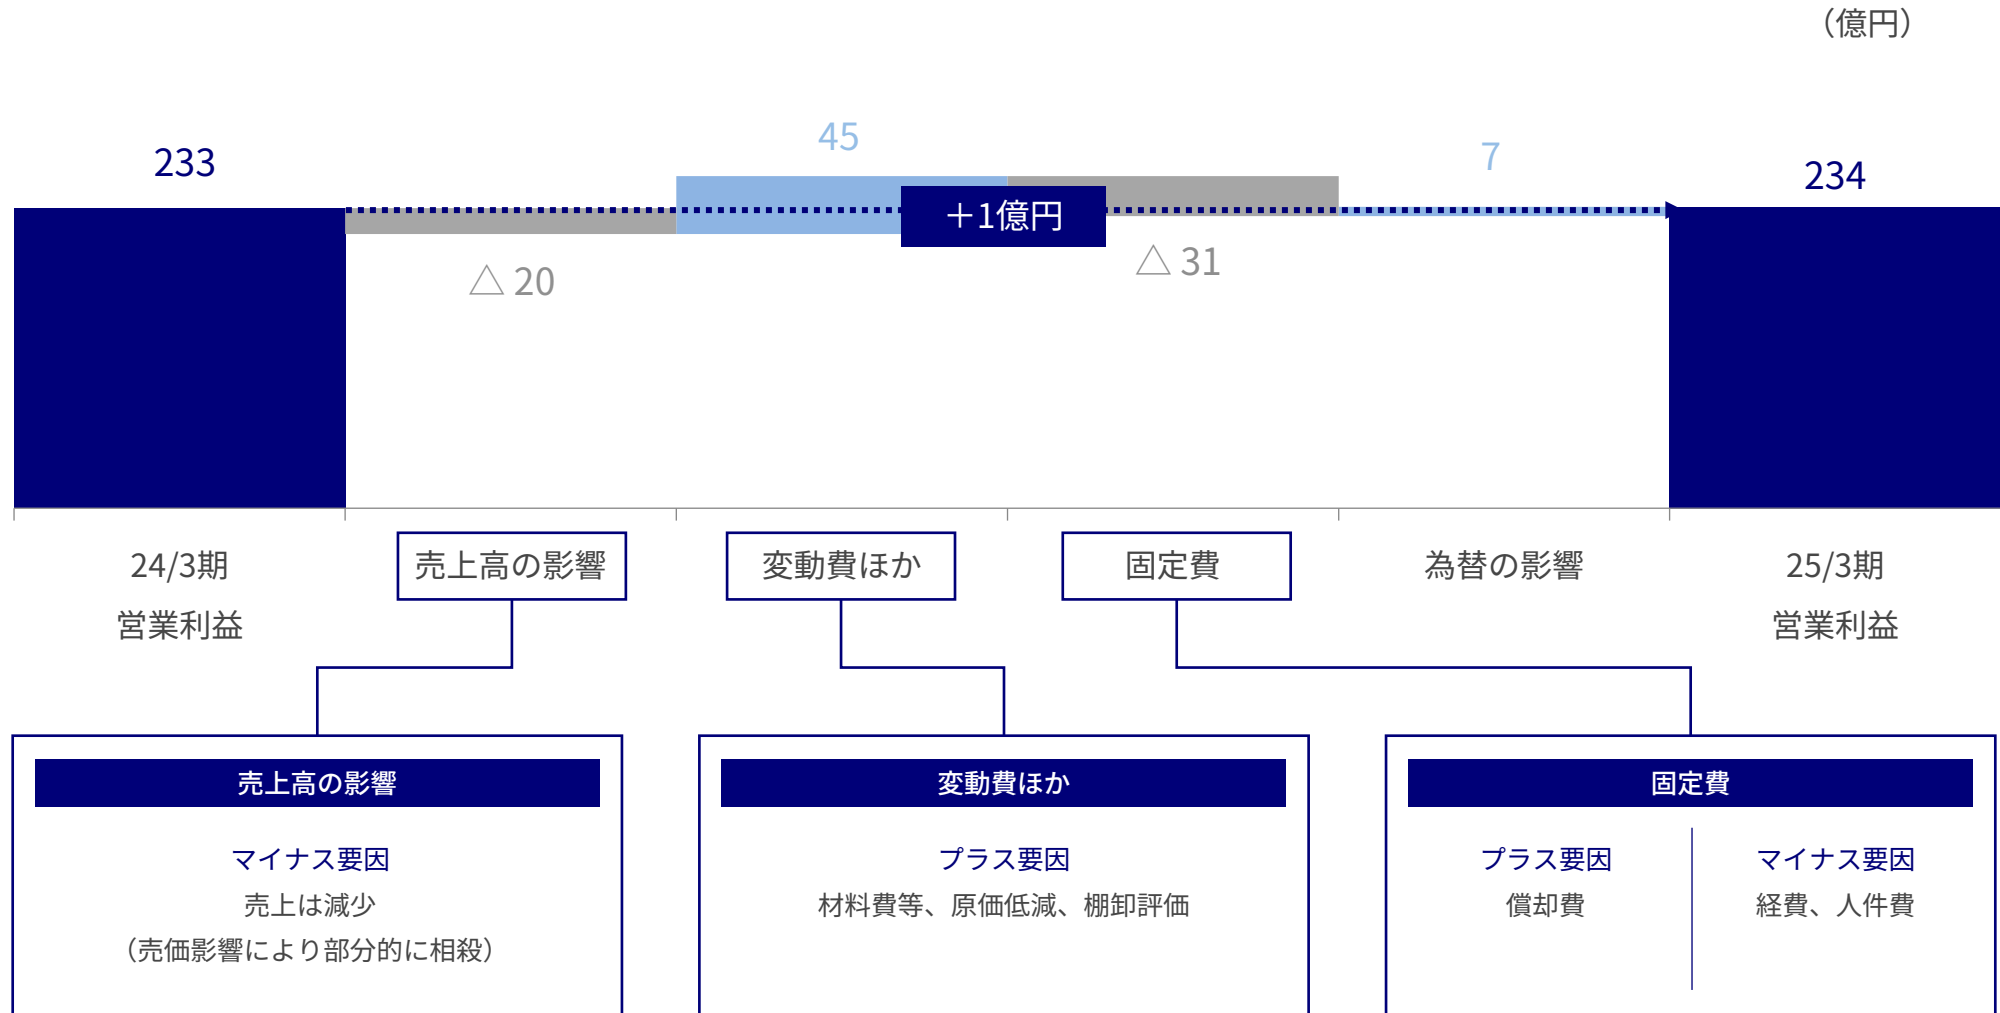 （億円）
233
△ 20
45
＋1億円
△ 31
7
234
24/3期
営業利益
売上高の影響
変動費ほか
固定費
為替の影響
25/3期
営業利益
売上高の影響
マイナス要因
売上は減少
（売価影響により部分的に相殺）
変動費ほか
プラス要因
材料費等、原価低減、棚卸評価
固定費
プラス要因
償却費
マイナス要因
経費、人件費